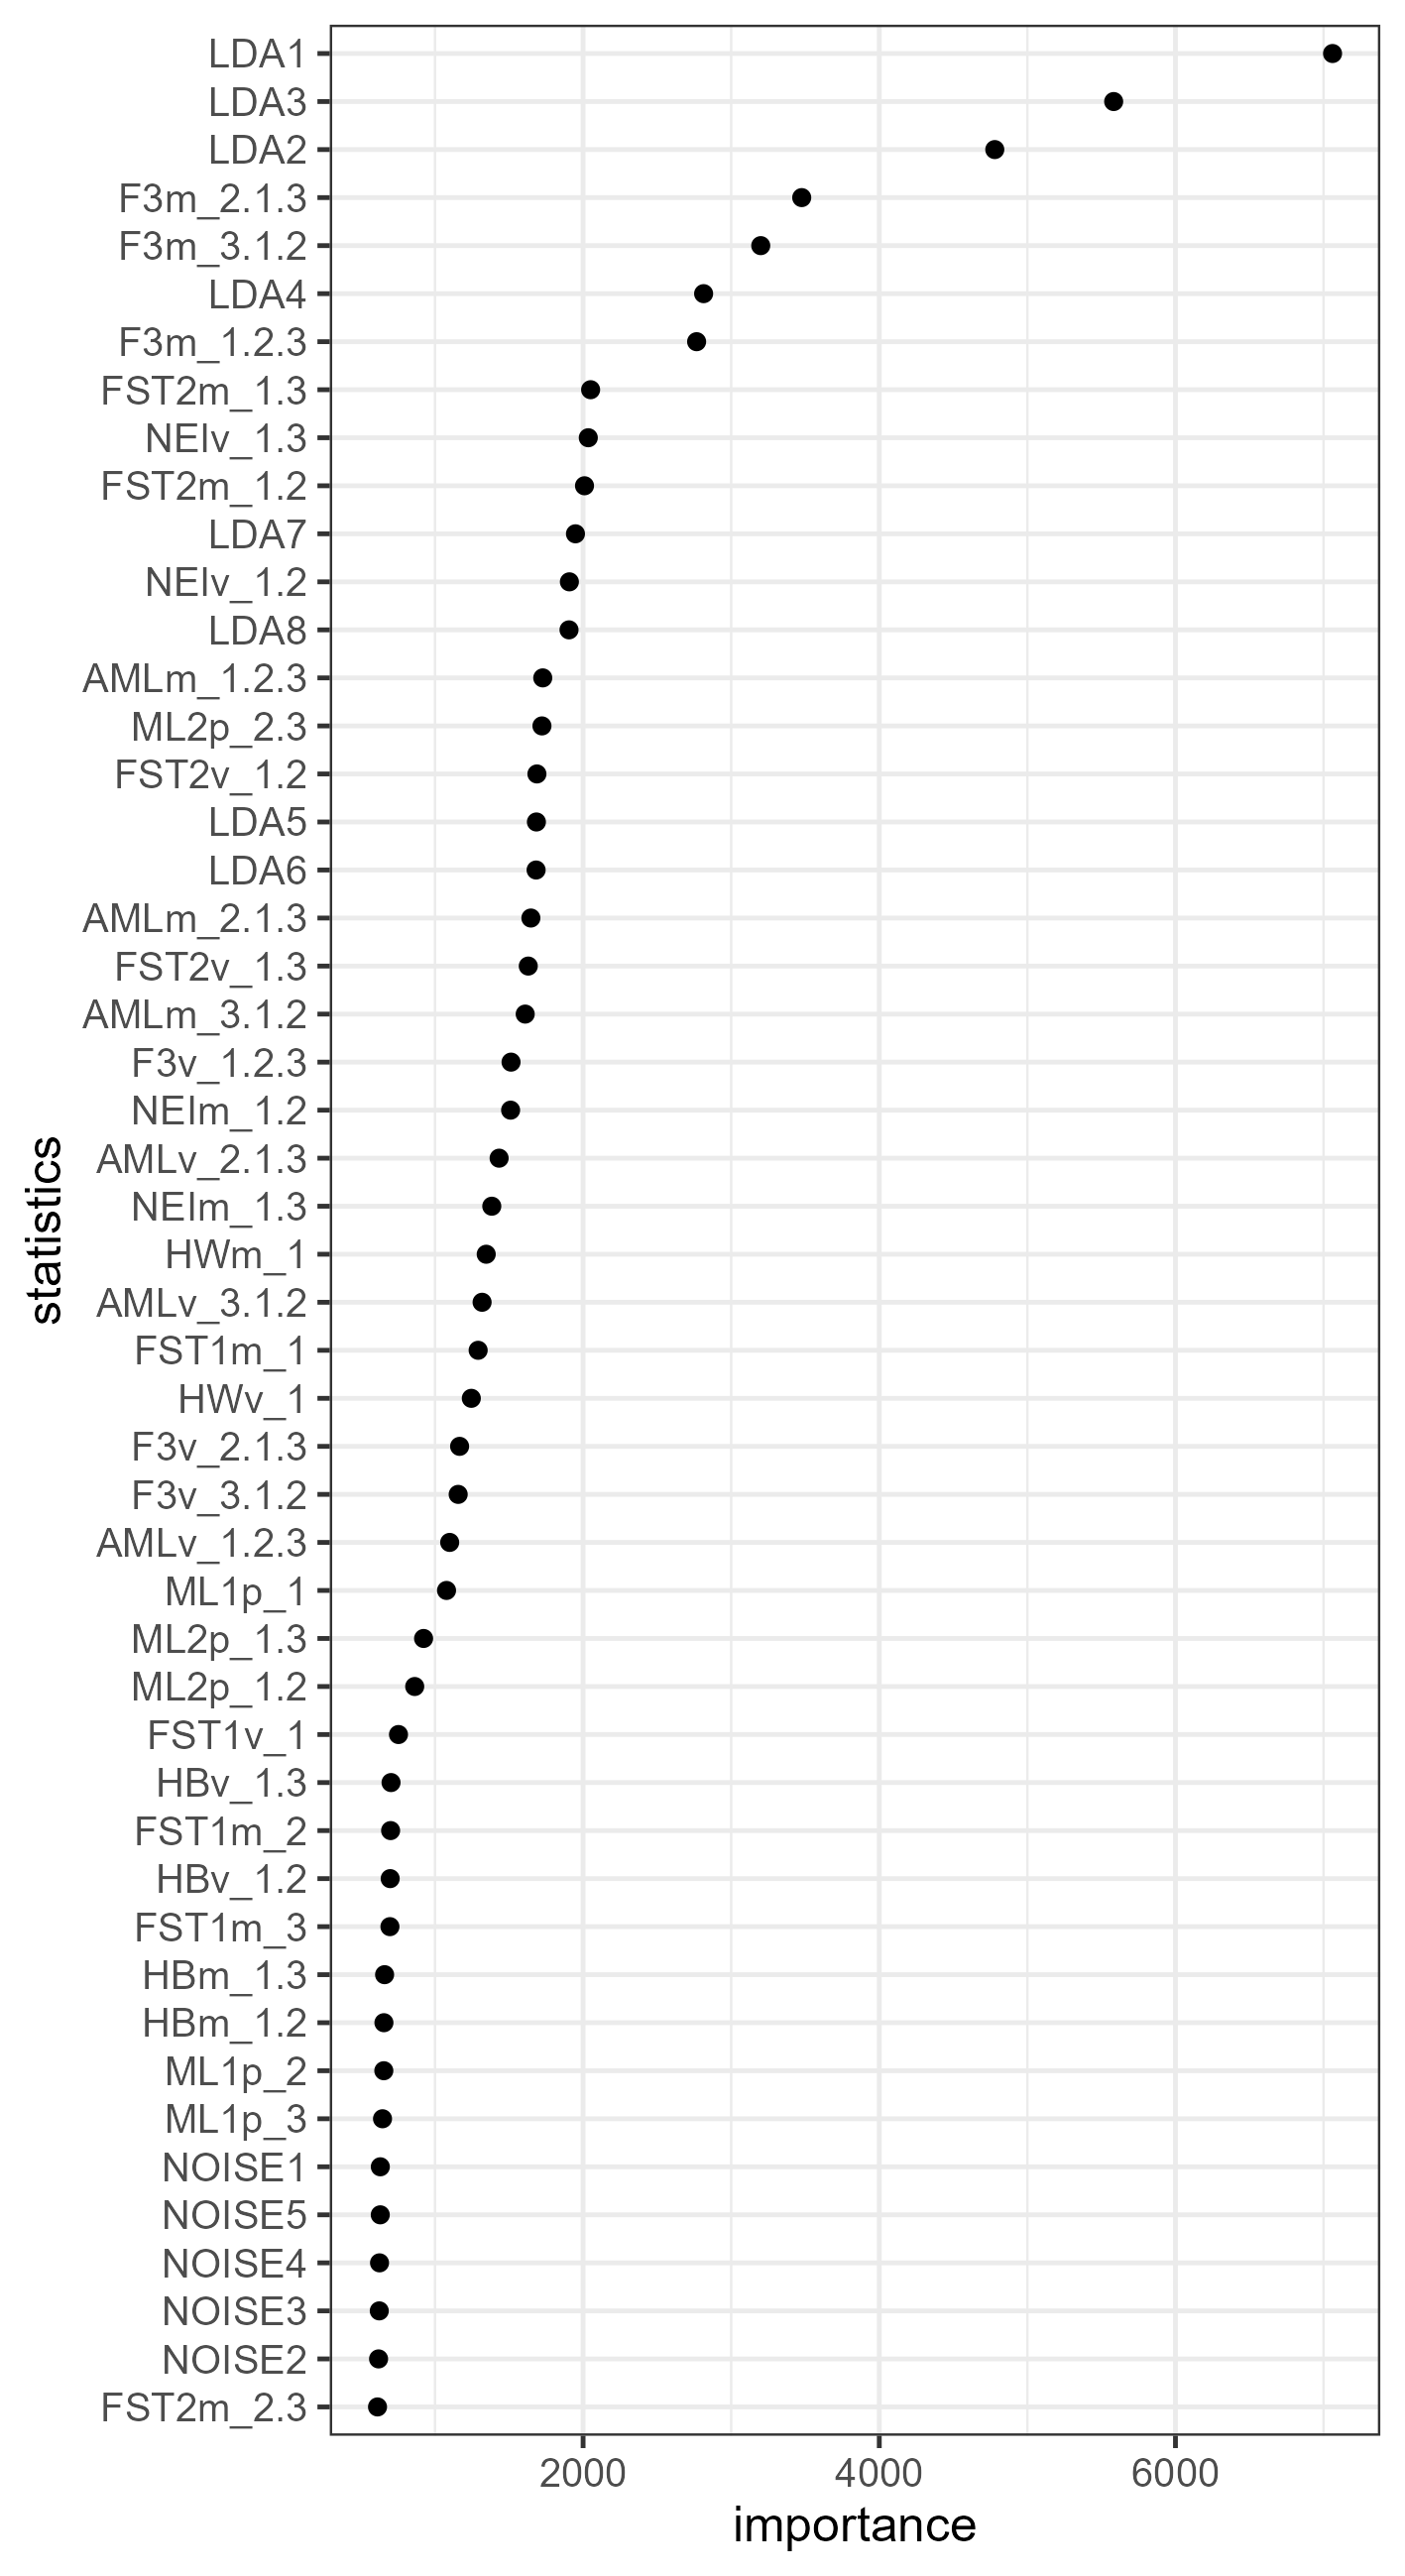 LDA1
LDA3
LDA2
F3m_2.1.3
F3m_3.1.2
LDA4
F3m_1.2.3
FST2m_1.3
NEIv_1.3
FST2m_1.2
LDA7
NEIv_1.2
LDA8
AMLm_1.2.3
ML2p_2.3
FST2v_1.2
LDA5
LDA6
AMLm_2.1.3
FST2v_1.3
AMLm_3.1.2
F3v_1.2.3
NEIm_1.2
AMLv_2.1.3
NEIm_1.3
HWm_1
AMLv_3.1.2
FST1m_1
HWv_1
F3v_2.1.3
F3v_3.1.2
AMLv_1.2.3
ML1p_1
ML2p_1.3
ML2p_1.2
FST1v_1
HBv_1.3
FST1m_2
HBv_1.2
FST1m_3
HBm_1.3
HBm_1.2
ML1p_2
ML1p_3
NOISE1
NOISE5
NOISE4
NOISE3
NOISE2
FST2m_2.3
statistics
2000 4000 6000
importance